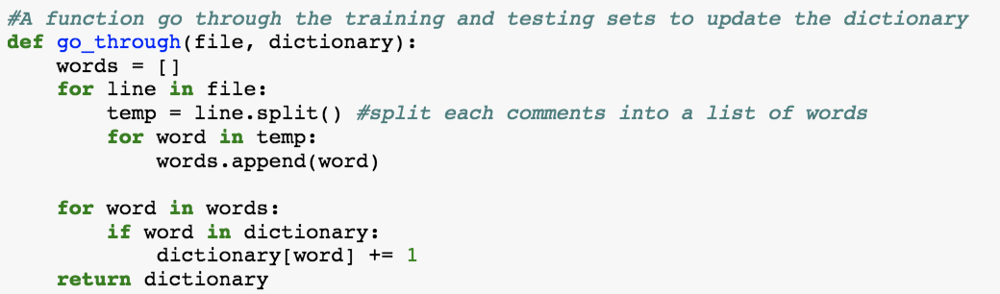 #A function go through the training and testing sets to update the dictionary
def go_through(file, dictionary):
    words = []
    for line in file:
        temp = line.split() #split each comments into a list of words
        for word in temp:
            words.append(word)

    for word in words:
        if word in dictionary:
            dictionary[word] += 1
    return dictionary